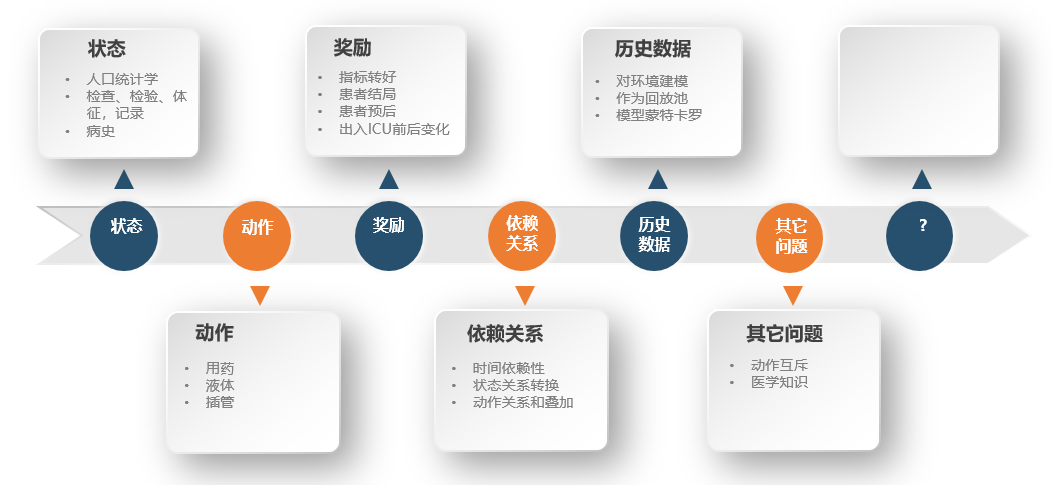 状态
• 人口统计学
• 检查、检验、体
征，记录
• 病史
奖励
• 指标转好
• 患者结局
• 患者预后
• 出入ICU前后变化
历史数据
• 对环境建模
• 作为回放池
• 模型蒙特卡罗
状态
动作
奖励
依赖
关系
历史
数据
其它
问题
？
动作
• 用药
• 液体
• 插管
依赖关系
• 时间依赖性
• 状态关系转换
• 动作关系和叠加
其它问题
• 动作互斥
• 医学知识